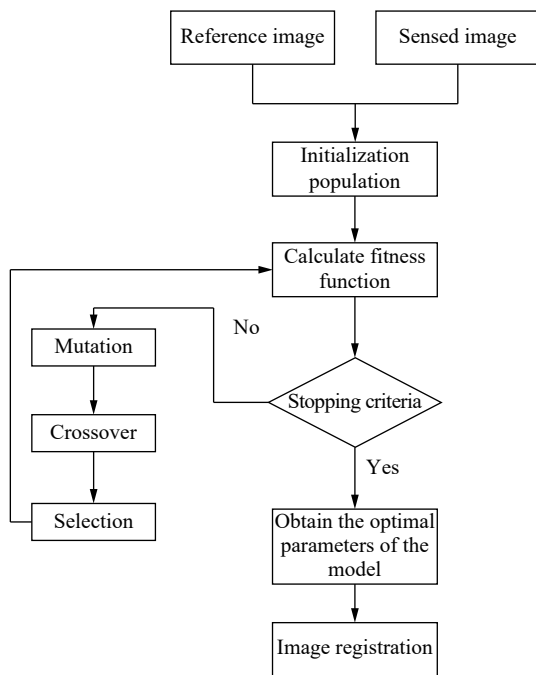 Reference image
Sensed image
Initialization
population
Calculate fitness
function
No
Mutation
Stopping criteria
Crossover
Yes
Selection
Obtain the optimal
parameters of the
model
Image registration